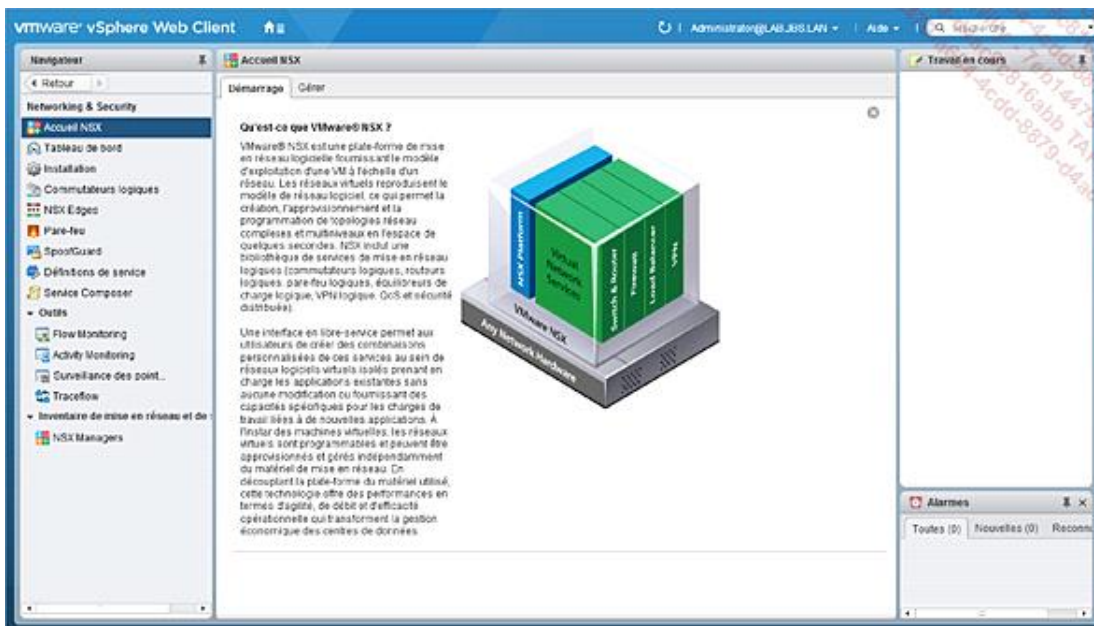 vmware® vSphere Web Client
Administrator@LAB.JBIS.LAN
Aide
Recherche
Navigateur
Retour
Networking & Security
Accueil NSX
Tableau de bord
Installation
Commutateurs logiques
NSX Edges
Pare-feu
SpoofGuard
Définitions de service
Service Composer
Outils
Flow Monitoring
Activity Monitoring
Surveillance des point...
Traceflow
Inventaire de mise en réseau et de
NSX Managers
Accueil NSX
Démarrage Gérer
Qu'est-ce que VMware® NSX ?
VMware® NSX est une plate-forme de mise
en réseau logicielle fournissant le modèle
d'exploitation d'une VM à l'échelle d'un
réseau. Les réseaux virtuels reproduisent le
modèle de réseau logiciel, ce qui permet la
création, l'approvisionnement et la
programmation de topologies réseau
complexes et multiniveaux en l'espace de
quelques secondes. NSX inclut une
bibliothèque de services de mise en réseau
logiques (commutateurs logiques, routeurs
logiques, pare-feu logiques, équilibreurs de
charge logique, VPN logique, QoS et sécurité
distribuée).
Une interface en libre-service permet aux
utilisateurs de créer des combinaisons
personnalisées de ces services au sein de
réseaux logiciels virtuels isolés prenant en
charge les applications existantes sans
aucune modification ou fournissant des
capacités spécifiques pour les charges de
travail liées à de nouvelles applications. À
l'instar des machines virtuelles, les réseaux
virtuels sont programmables et peuvent être
approvisionnés et gérés indépendamment
du matériel de mise en réseau. En
découplant la plate-forme du matériel utilisé,
cette technologie offre des performances en
termes d'agilité, de débit et d'efficacité
opérationnelle qui transforment la gestion
économique des centres de données.
NSX Platform
Virtual
Network
Services
Switch & Router
Firewall
Load Balancer
VPN
VMware NSX
Any Network Hardware
Travail en cours
Alarmes
Toutes (0) Nouvelles (0) Reconnu